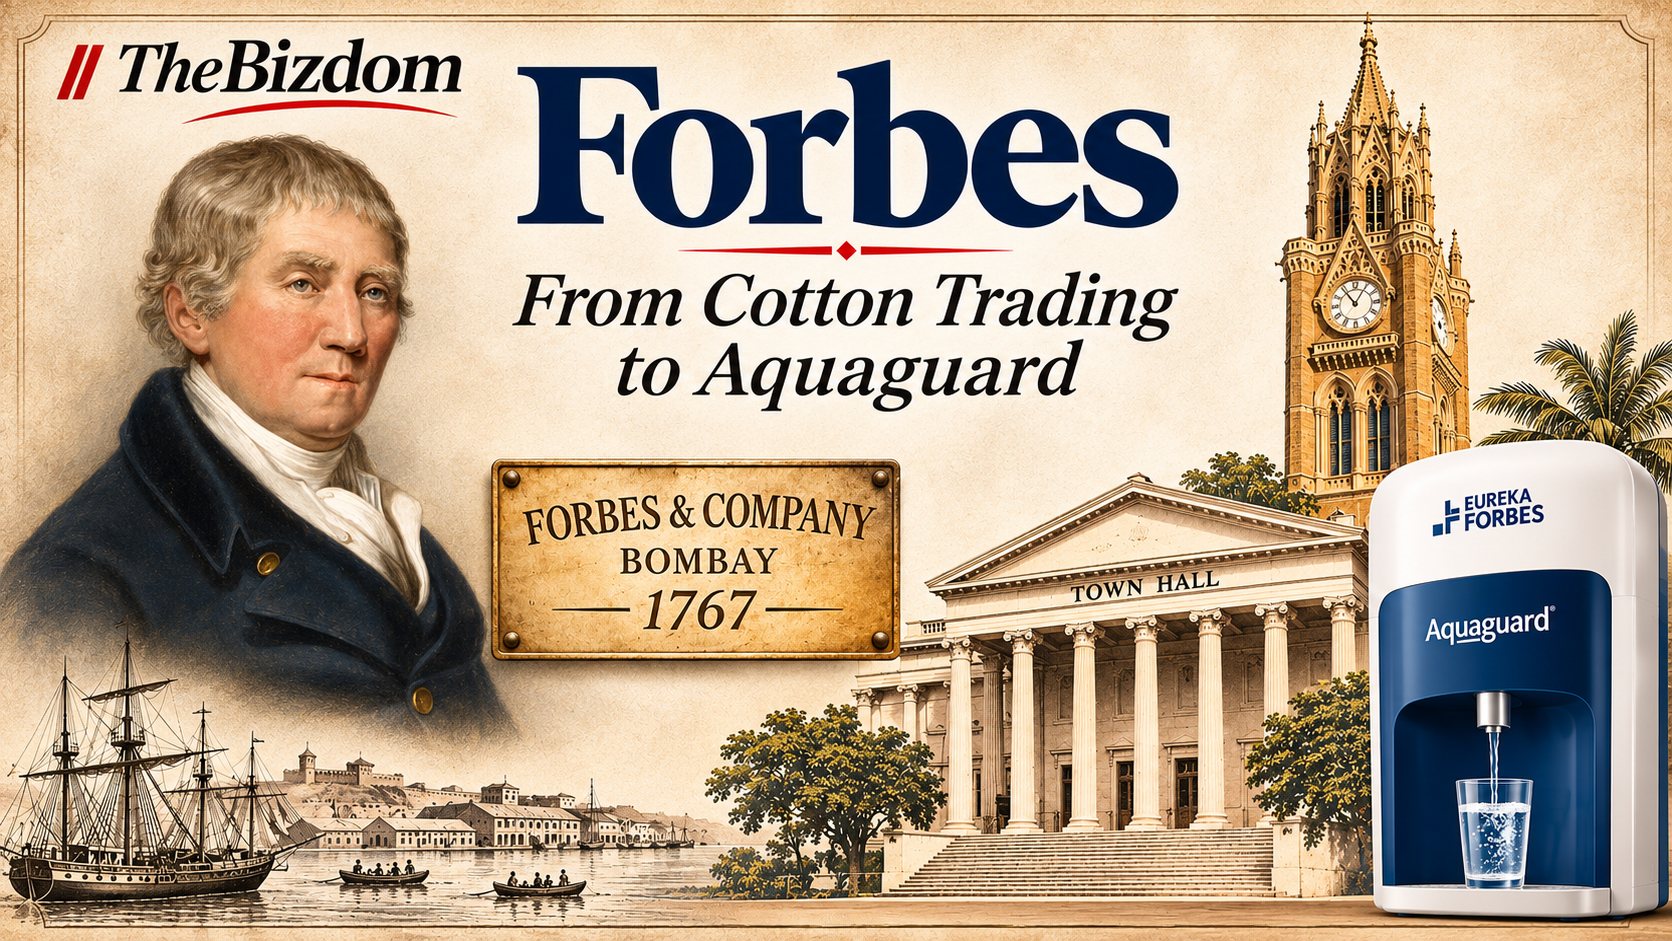 TheBizdom
Forbes
From Cotton Trading
to Aquaguard
FORBES & COMPANY
BOMBAY
1767
TOWN HALL
EUREKA
FORBES
Aquaguard®